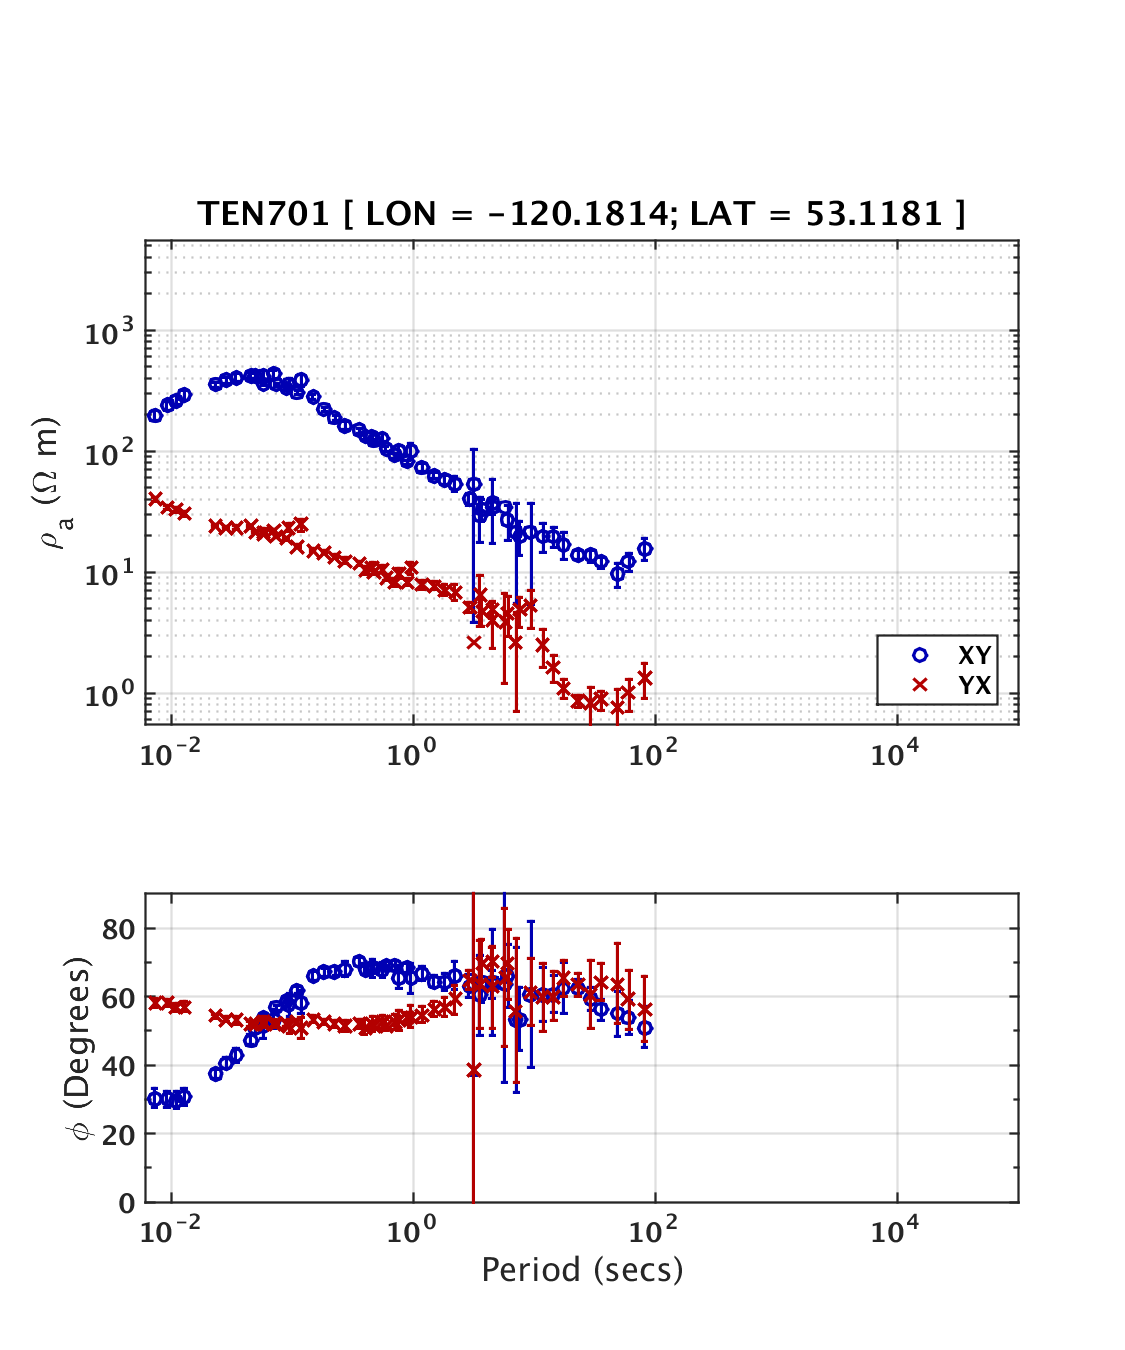 TEN701 [ LON = -120.1814; LAT = 53.1181 ]
ρa (Ω m)
10³
10²
10¹
10⁰
XY
YX
10⁻² 10⁰ 10² 10⁴
ϕ (Degrees)
80
60
40
20
0
10⁻² 10⁰ 10² 10⁴
Period (secs)